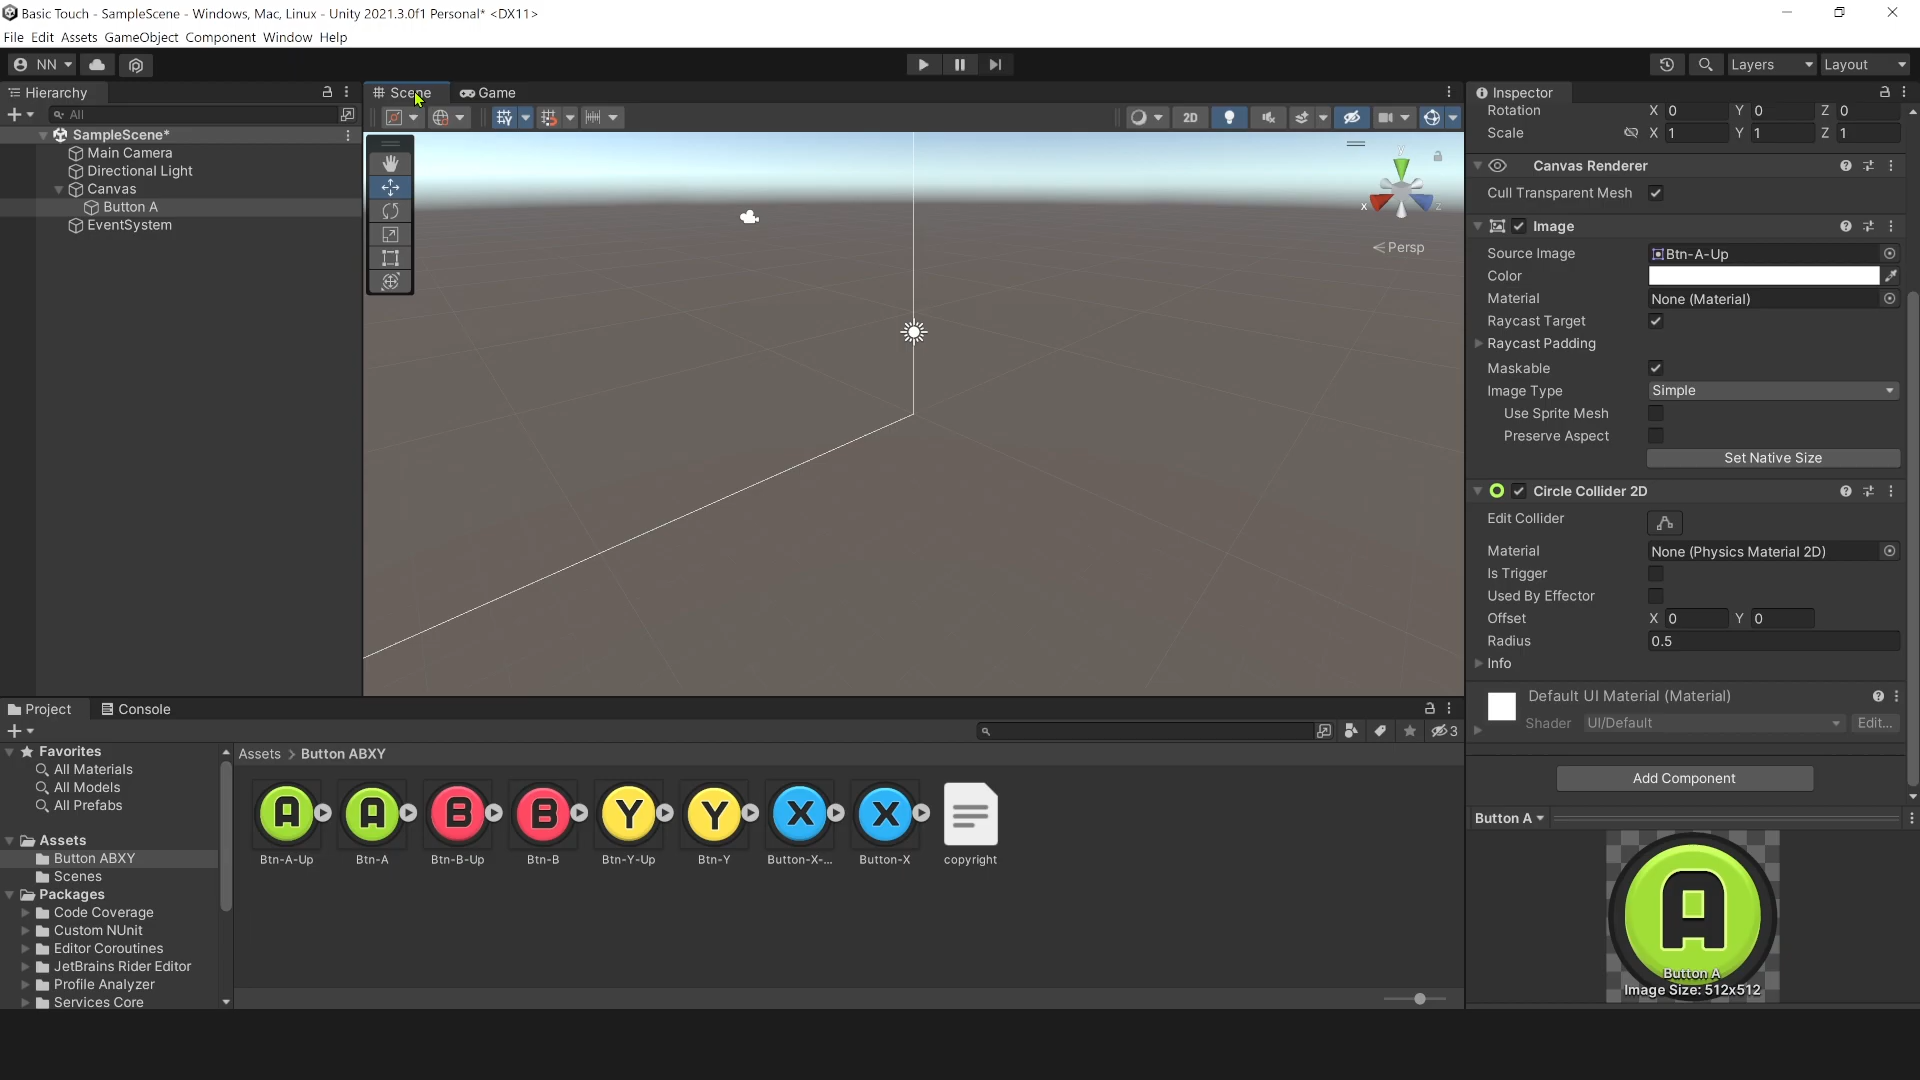 Basic Touch - SampleScene - Windows, Mac, Linux - Unity 2021.3.0f1 Personal* <DX11>
File Edit Assets GameObject Component Window Help
NN Layers Layout
Hierarchy
All
SampleScene*
Main Camera
Directional Light
Canvas
Button A
EventSystem
Scene Game
2D
y
x
z
Persp
Inspector
Rotation X 0 Y 0 Z 0
Scale X 1 Y 1 Z 1
Canvas Renderer
Cull Transparent Mesh
Image
Source Image Btn-A-Up
Color
Material None (Material)
Raycast Target
Raycast Padding
Maskable
Image Type Simple
Use Sprite Mesh
Preserve Aspect
Set Native Size
Circle Collider 2D
Edit Collider
Material None (Physics Material 2D)
Is Trigger
Used By Effector
Offset X 0 Y 0
Radius 0.5
Info
Default UI Material (Material)
Shader UI/Default Edit...
Add Component
Button A
A
Button A
Image Size: 512x512
Project Console
3
Favorites
All Materials
All Models
All Prefabs
Assets
Button ABXY
Scenes
Packages
Code Coverage
Custom NUnit
Editor Coroutines
JetBrains Rider Editor
Profile Analyzer
Services Core
Assets > Button ABXY
A A B B Y Y X X
Btn-A-Up Btn-A Btn-B-Up Btn-B Btn-Y-Up Btn-Y Button-X-... Button-X copyright